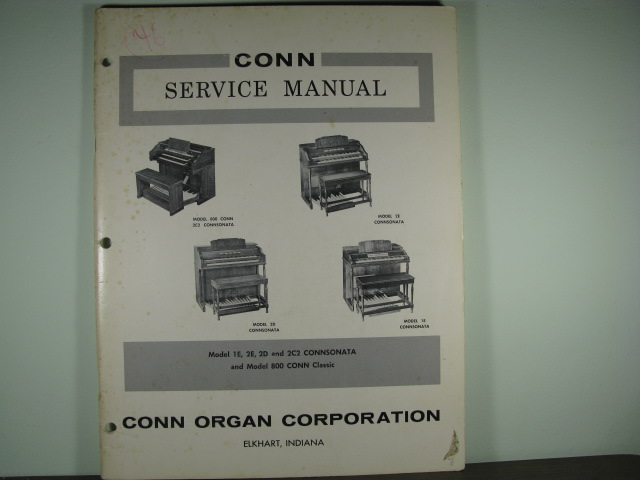 46
CONN
SERVICE MANUAL
MODEL 800 CONN
2C2 CONNSONATA
MODEL 2E
CONNSONATA
MODEL 2D
CONNSONATA
MODEL 1E
CONNSONATA
Model 1E, 2E, 2D and 2C2 CONNSONATA
and Model 800 CONN Classic
CONN ORGAN CORPORATION
ELKHART, INDIANA